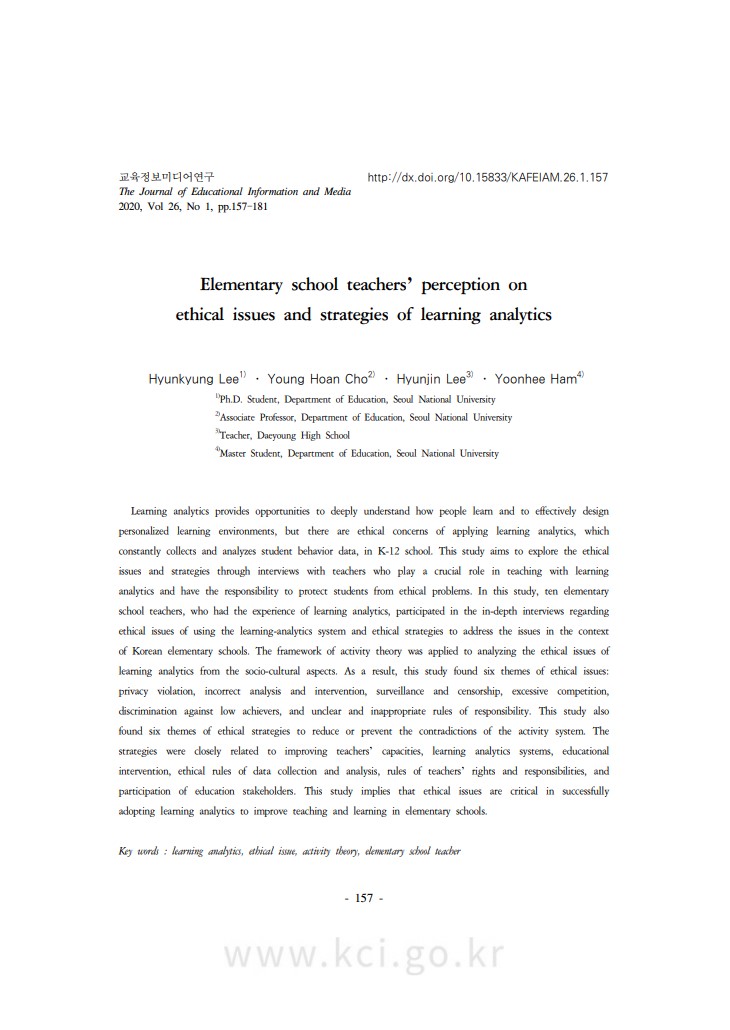 교육정보미디어연구
http://dx.doi.org/10.15833/KAFEIAM.26.1.157
The Journal of Educational Information and Media
2020, Vol 26, No 1, pp.157-181
Elementary school teachers’ perception on
ethical issues and strategies of learning analytics
Hyunkyung Lee1) · Young Hoan Cho2) · Hyunjin Lee3) · Yoonhee Ham4)
1)Ph.D. Student, Department of Education, Seoul National University
2)Associate Professor, Department of Education, Seoul National University
3)Teacher, Daeyoung High School
4)Master Student, Department of Education, Seoul National University
Learning analytics provides opportunities to deeply understand how people learn and to effectively design
personalized learning environments, but there are ethical concerns of applying learning analytics, which
constantly collects and analyzes student behavior data, in K-12 school. This study aims to explore the ethical
issues and strategies through interviews with teachers who play a crucial role in teaching with learning
analytics and have the responsibility to protect students from ethical problems. In this study, ten elementary
school teachers, who had the experience of learning analytics, participated in the in-depth interviews regarding
ethical issues of using the learning-analytics system and ethical strategies to address the issues in the context
of Korean elementary schools. The framework of activity theory was applied to analyzing the ethical issues of
learning analytics from the socio-cultural aspects. As a result, this study found six themes of ethical issues:
privacy violation, incorrect analysis and intervention, surveillance and censorship, excessive competition,
discrimination against low achievers, and unclear and inappropriate rules of responsibility. This study also
found six themes of ethical strategies to reduce or prevent the contradictions of the activity system. The
strategies were closely related to improving teachers’ capacities, learning analytics systems, educational
intervention, ethical rules of data collection and analysis, rules of teachers’ rights and responsibilities, and
participation of education stakeholders. This study implies that ethical issues are critical in successfully
adopting learning analytics to improve teaching and learning in elementary schools.
Key words : learning analytics, ethical issue, activity theory, elementary school teacher
- 157 -
www.kci.go.kr